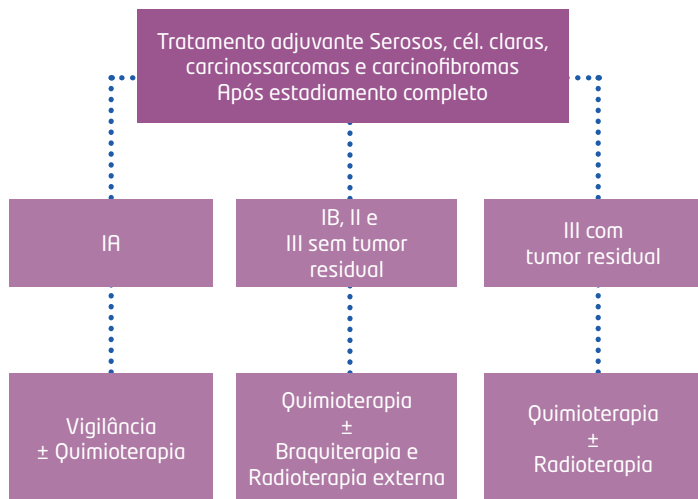 Tratamento adjuvante Serosos, cél. claras,
carcinossarcomas e carcinofibromas
Após estadiamento completo
IA
IB, II e
III sem tumor
residual
III com
tumor residual
Vigilância
± Quimioterapia
Quimioterapia
±
Braquiterapia e
Radioterapia externa
Quimioterapia
±
Radioterapia